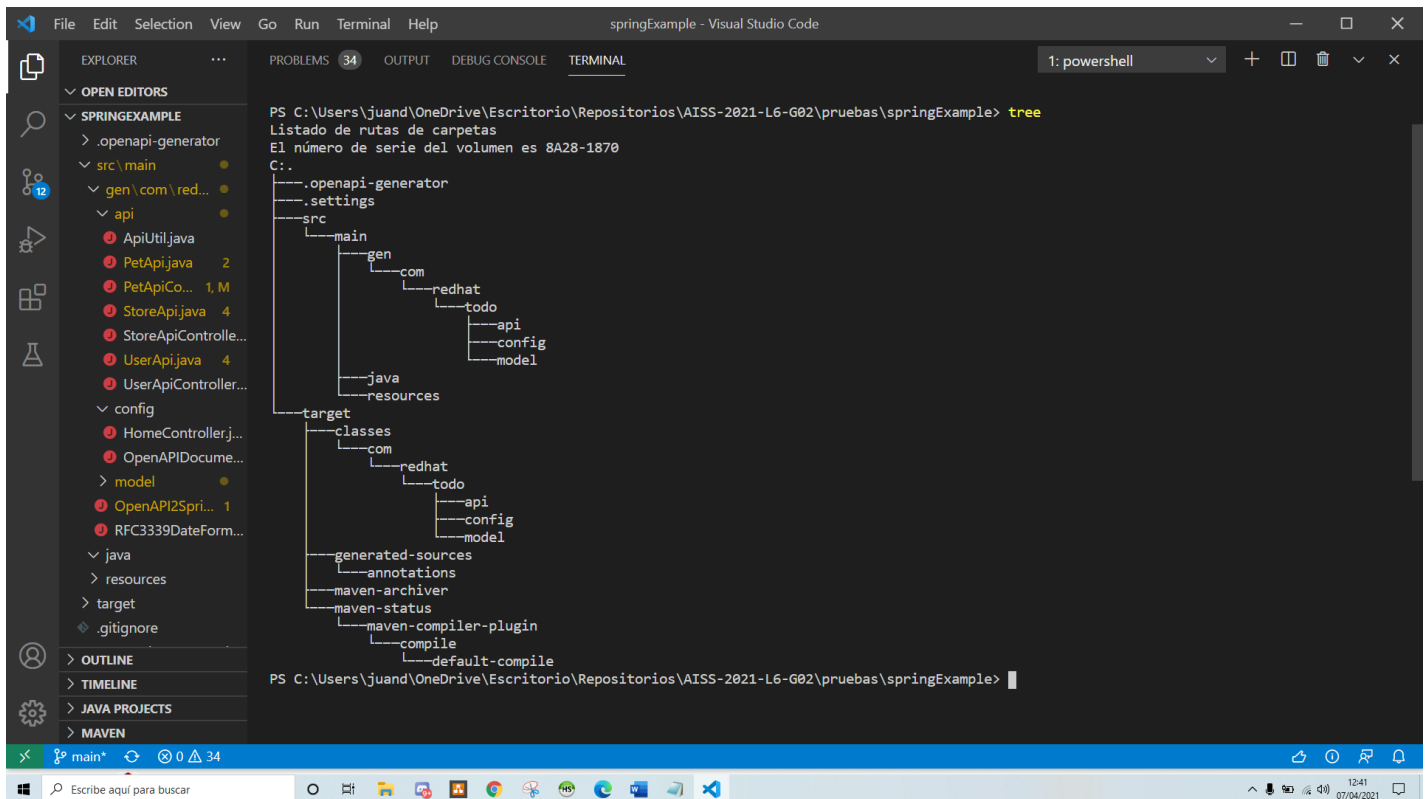 File Edit Selection View Go Run Terminal Help springExample - Visual Studio Code
EXPLORER ···
PROBLEMS 34 OUTPUT DEBUG CONSOLE TERMINAL 1: powershell
OPEN EDITORS
SPRINGEXAMPLE
.openapi-generator
src\main
gen\com\red...
api
ApiUtil.java
PetApi.java 2
PetApiCo... 1, M
StoreApi.java 4
StoreApiControlle...
UserApi.java 4
UserApiController...
config
HomeController.j...
OpenAPIDocume...
model
OpenAPI2Spri... 1
RFC3339DateForm...
java
resources
target
.gitignore
OUTLINE
TIMELINE
JAVA PROJECTS
MAVEN
12
PS C:\Users\juand\OneDrive\Escritorio\Repositorios\AISS-2021-L6-G02\pruebas\springExample> tree
Listado de rutas de carpetas
El número de serie del volumen es 8A28-1870
C:.
├───.openapi-generator
├───.settings
├───src
│   └───main
│       ├───gen
│       │   └───com
│       │       └───redhat
│       │           └───todo
│       │               ├───api
│       │               ├───config
│       │               └───model
│       ├───java
│       └───resources
└───target
    ├───classes
    │   └───com
    │       └───redhat
    │           └───todo
    │               ├───api
    │               ├───config
    │               └───model
    ├───generated-sources
    │   └───annotations
    ├───maven-archiver
    └───maven-status
        └───maven-compiler-plugin
            └───compile
                └───default-compile
PS C:\Users\juand\OneDrive\Escritorio\Repositorios\AISS-2021-L6-G02\pruebas\springExample>
main* 0 34
Escribe aquí para buscar
HS
12:41
07/04/2021